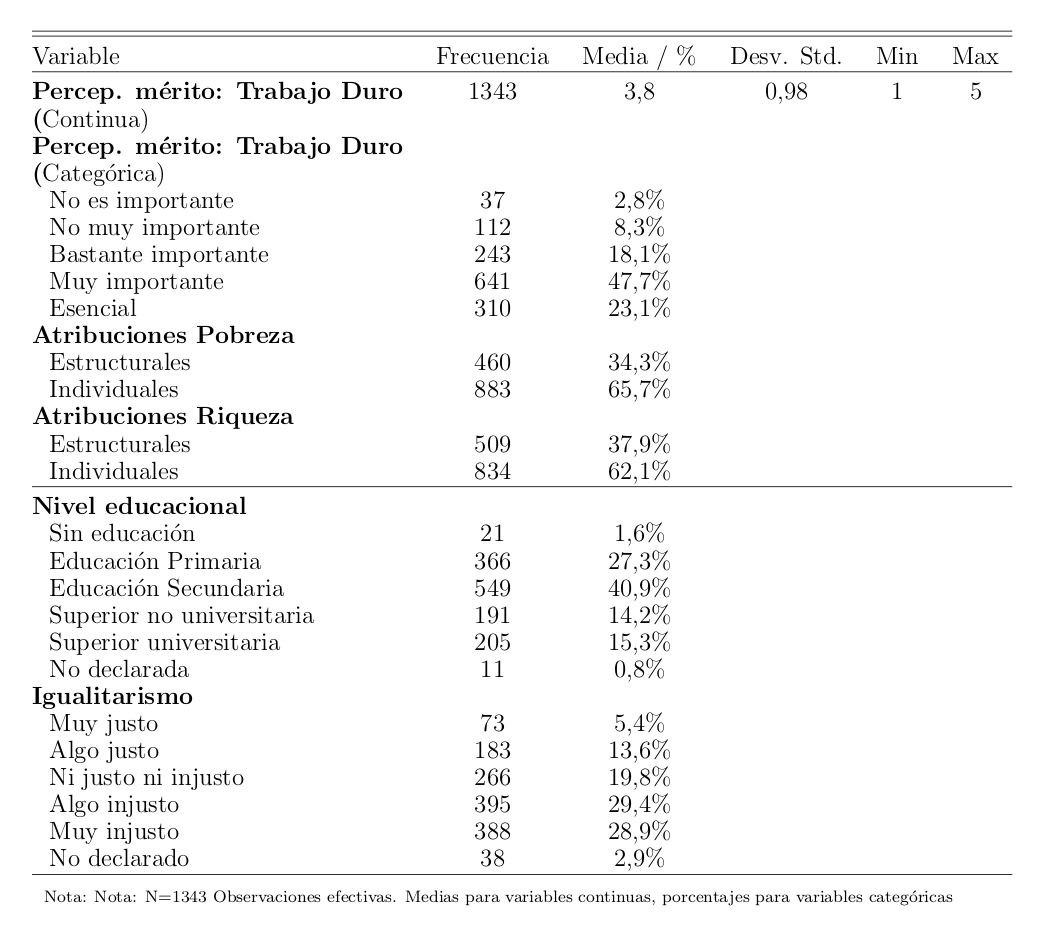 Variable Frecuencia Media / % Desv. Std. Min Max
Percep. mérito: Trabajo Duro 1343 3,8 0,98 1 5
(Continua)
Percep. mérito: Trabajo Duro
(Categórica)
No es importante 37 2,8%
No muy importante 112 8,3%
Bastante importante 243 18,1%
Muy importante 641 47,7%
Esencial 310 23,1%
Atribuciones Pobreza
Estructurales 460 34,3%
Individuales 883 65,7%
Atribuciones Riqueza
Estructurales 509 37,9%
Individuales 834 62,1%
Nivel educacional
Sin educación 21 1,6%
Educación Primaria 366 27,3%
Educación Secundaria 549 40,9%
Superior no universitaria 191 14,2%
Superior universitaria 205 15,3%
No declarada 11 0,8%
Igualitarismo
Muy justo 73 5,4%
Algo justo 183 13,6%
Ni justo ni injusto 266 19,8%
Algo injusto 395 29,4%
Muy injusto 388 28,9%
No declarado 38 2,9%
Nota: Nota: N=1343 Observaciones efectivas. Medias para variables continuas, porcentajes para variables categóricas